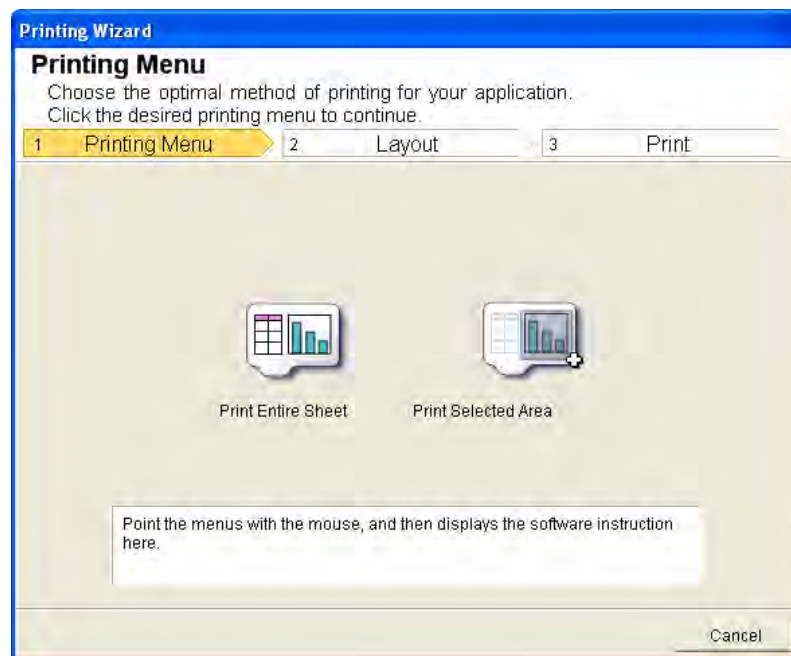 Printing Wizard
Printing Menu
Choose the optimal method of printing for your application.
Click the desired printing menu to continue.
1 Printing Menu 2 Layout 3 Print
Print Entire Sheet Print Selected Area
Point the menus with the mouse, and then displays the software instruction
here.
Cancel